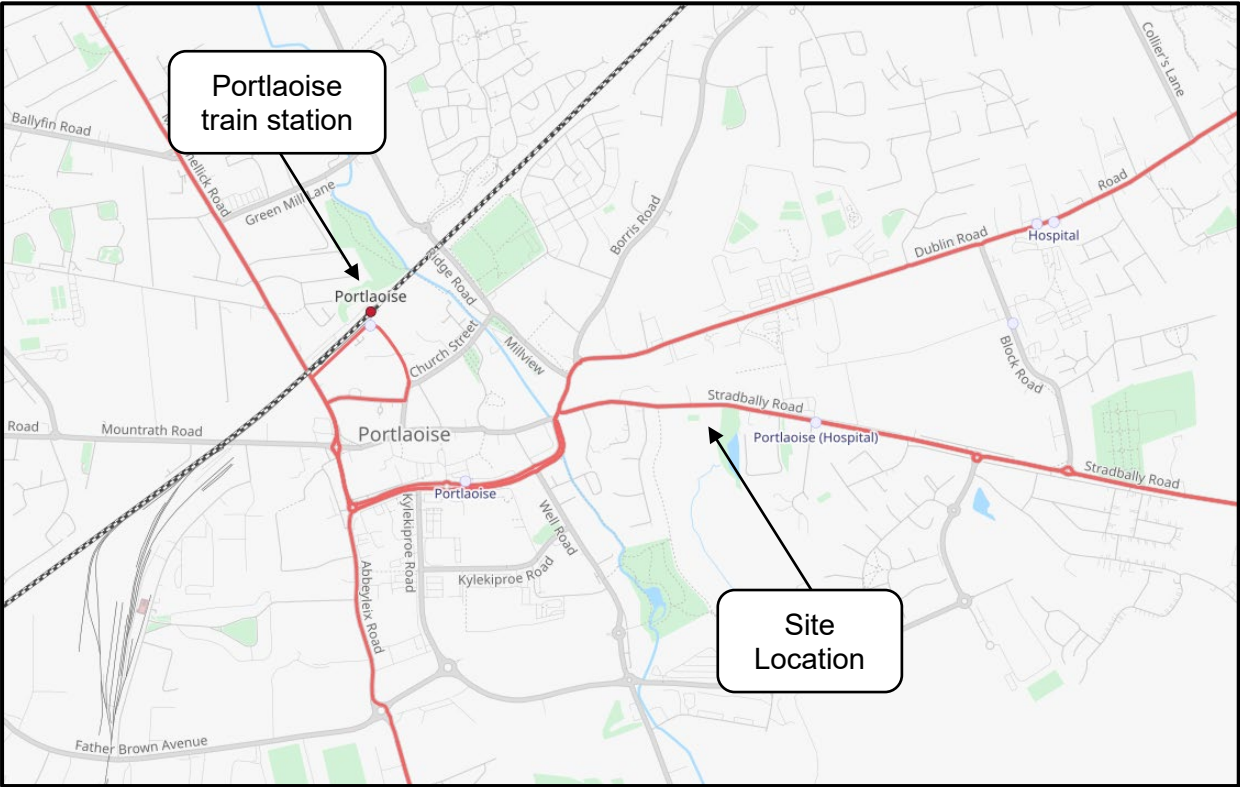 Collier's Lane
Portlaoise
train station
Ballyfin Road
Green Mill Lane
Borris Road
Road
Dublin Road
Hospital
Portlaoise
Church Street
Millview
Block Road
Stradbally Road
Road
Mountrath Road
Portlaoise
Portlaoise (Hospital)
Stradbally Road
Portlaoise
Kylekiproe Road
Well Road
Kylekiproe Road
Abbeyleix Road
Site
Location
Father Brown Avenue